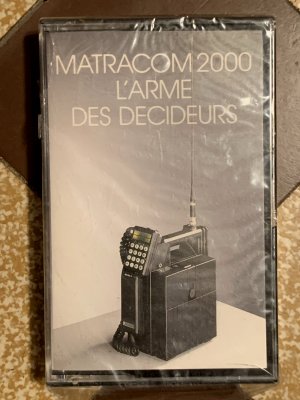 MATRACOM 2000
L'ARME
DES DECIDEURS